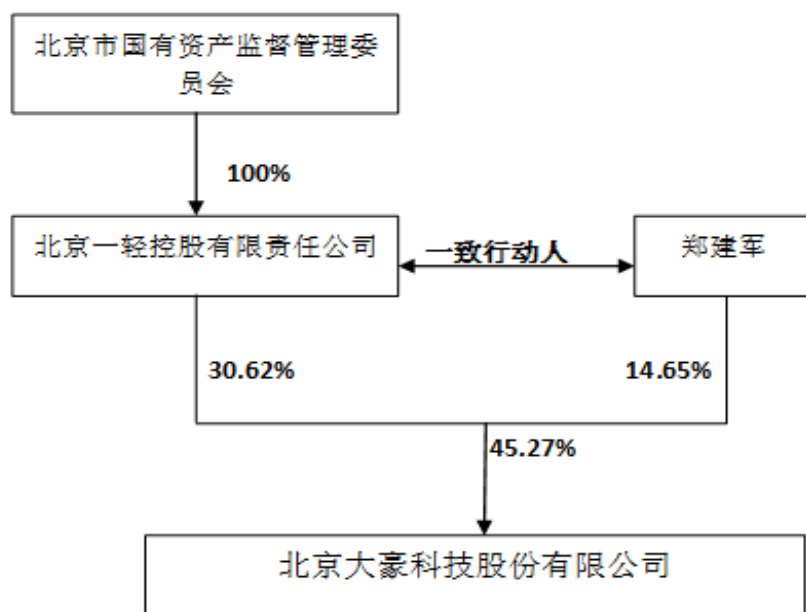 北京市国有资产监督管理委
员会
100%
北京一轻控股有限责任公司
一致行动人
郑建军
30.62%
14.65%
45.27%
北京大豪科技股份有限公司